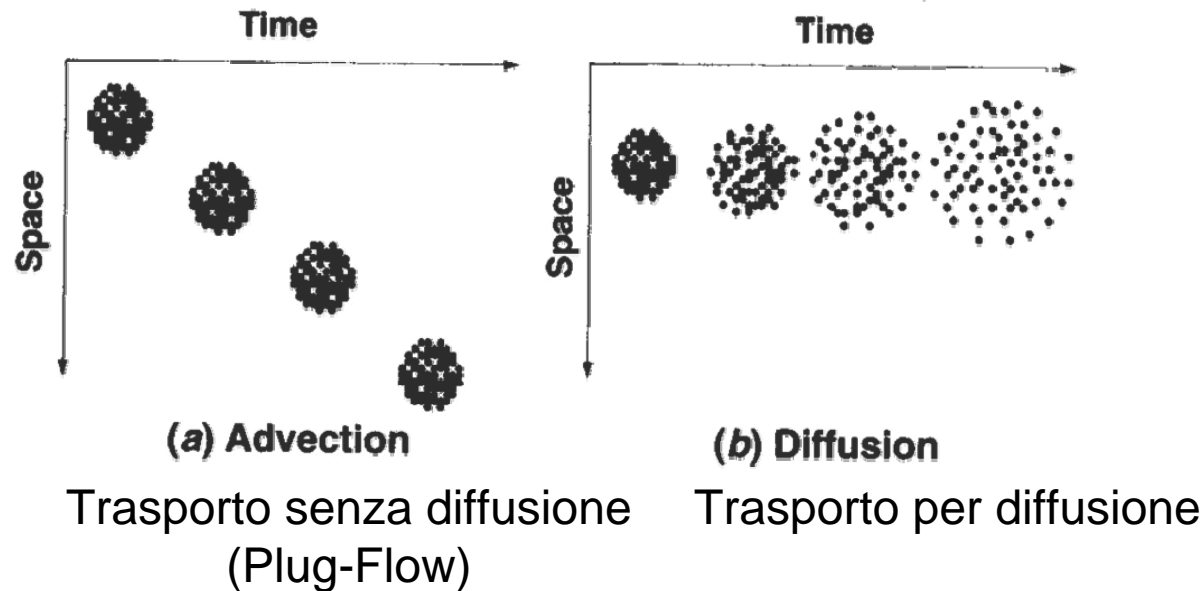 Time
Space
(a) Advection
Trasporto senza diffusione
(Plug-Flow)
Time
Space
(b) Diffusion
Trasporto per diffusione